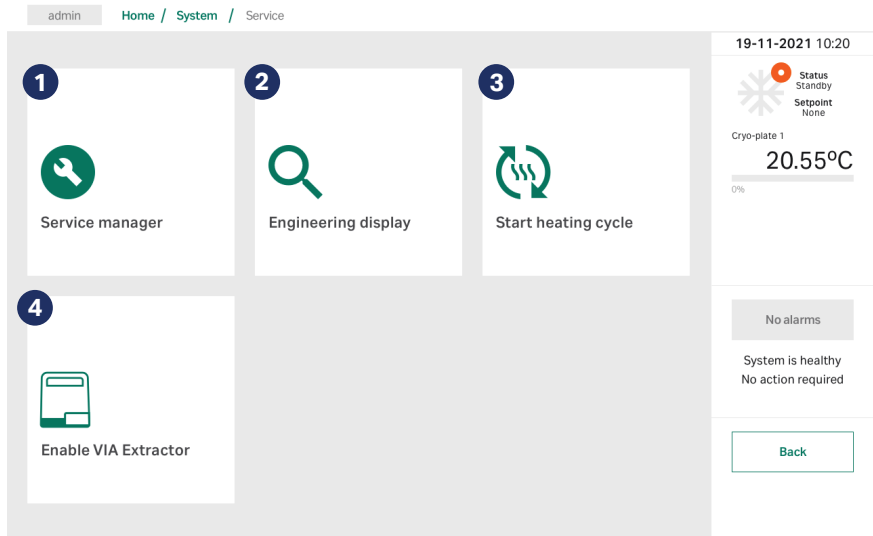 admin
Home / System / Service
19-11-2021 10:20
Status
Standby
Setpoint
None
Cryo-plate 1
20.55ºC
0%
1
2
3
Service manager
Engineering display
Start heating cycle
4
Enable VIA Extractor
No alarms
System is healthy
No action required
Back